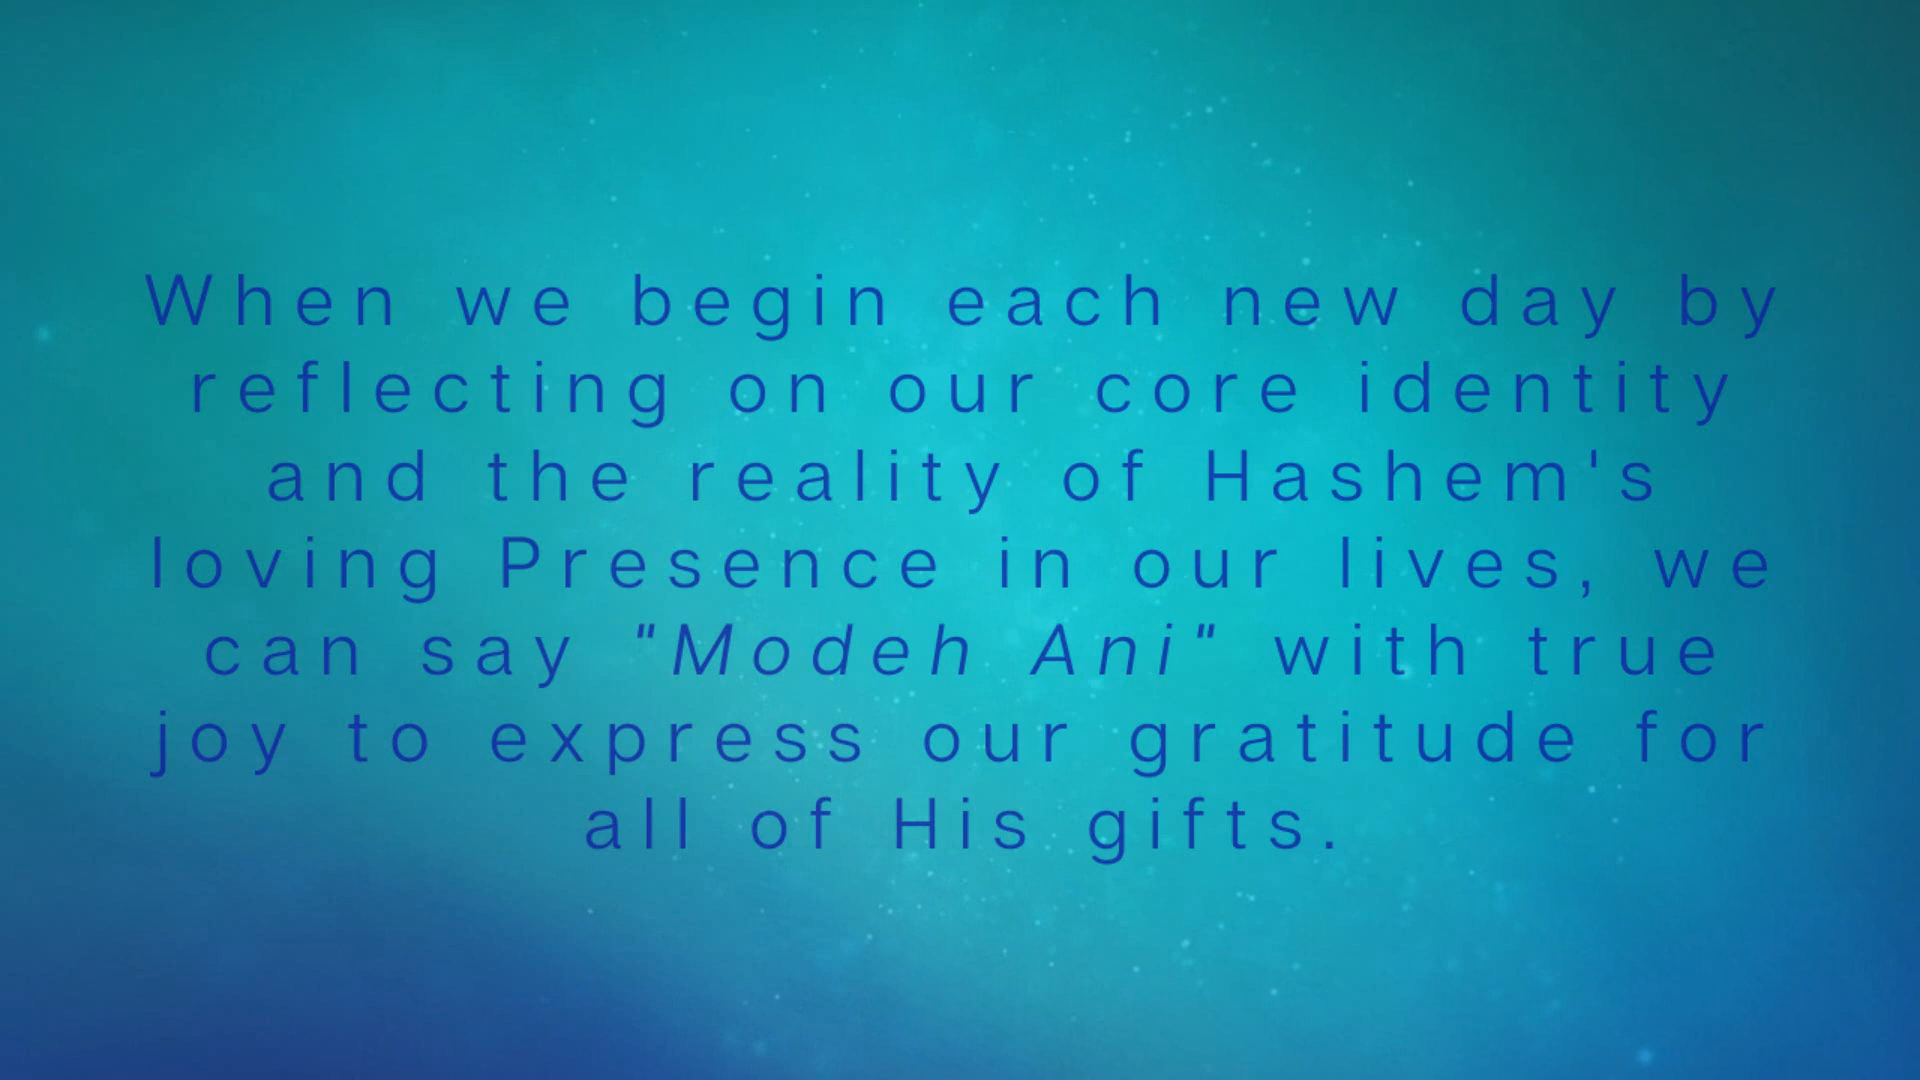 When we begin each new day by
reflecting on our core identity
and the reality of Hashem's
loving Presence in our lives, we
can say "Modeh Ani" with true
joy to express our gratitude for
all of His gifts.